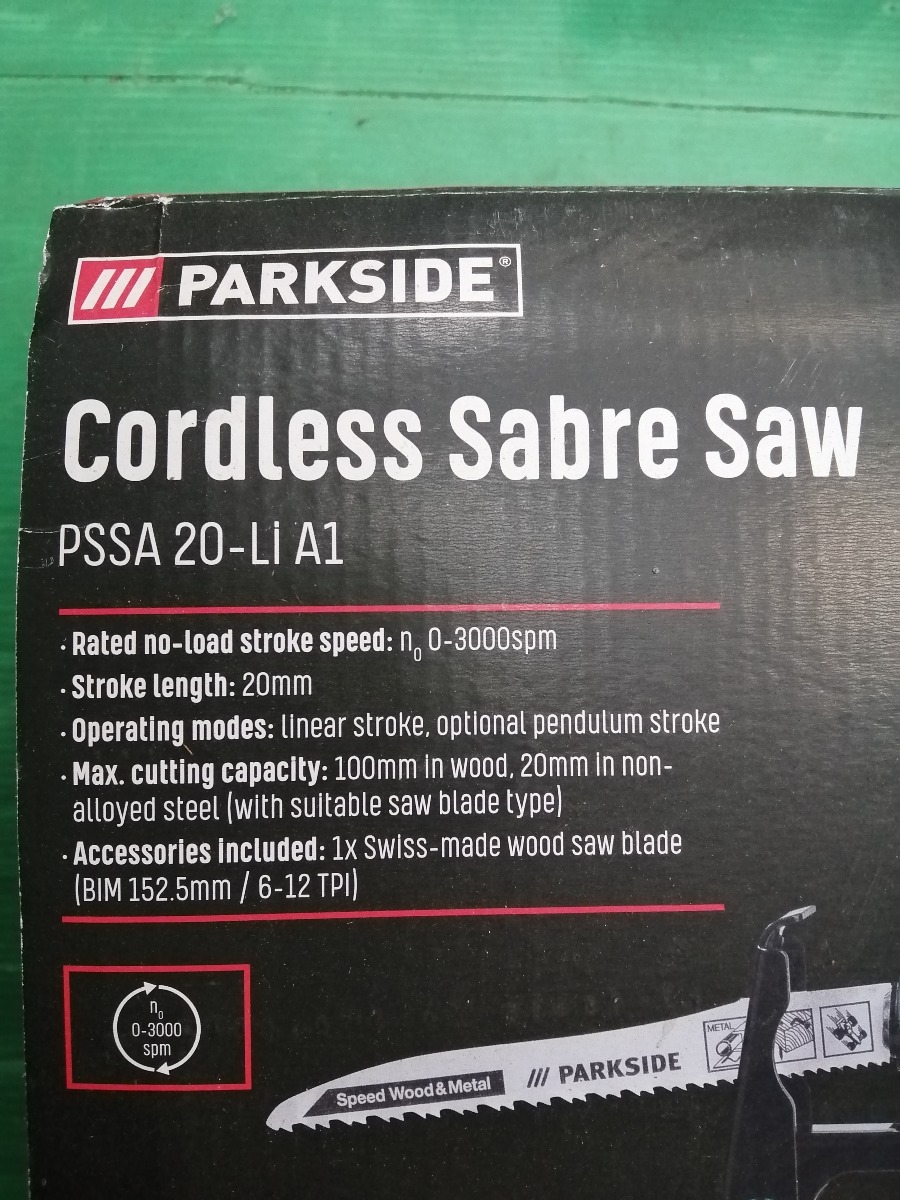 /// PARKSIDE®
Cordless Sabre Saw
PSSA 20-Li A1
· Rated no-load stroke speed: n₀ 0-3000spm
· Stroke length: 20mm
· Operating modes: linear stroke, optional pendulum stroke
· Max. cutting capacity: 100mm in wood, 20mm in non-
alloyed steel (with suitable saw blade type)
· Accessories included: 1x Swiss-made wood saw blade
(BIM 152.5mm / 6-12 TPI)
n₀
0-3000
spm
Speed Wood&Metal
/// PARKSIDE
METAL